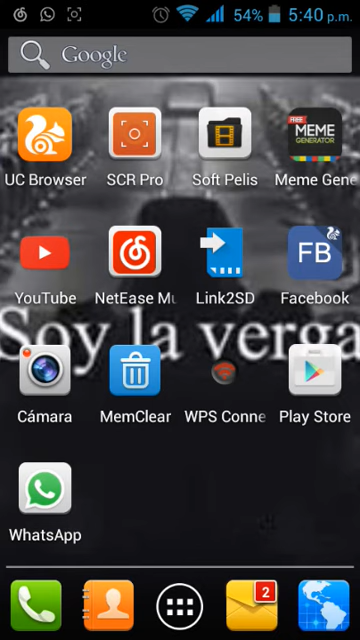 54% 5:40 p.m.
Google
FREE
MEME
GENERATOR
UC Browser SCR Pro Soft Pelis Meme Gene
FB
YouTube NetEase Mu Link2SD Facebook
Soy la verga
Cámara MemClear WPS Conne Play Store
WhatsApp
2